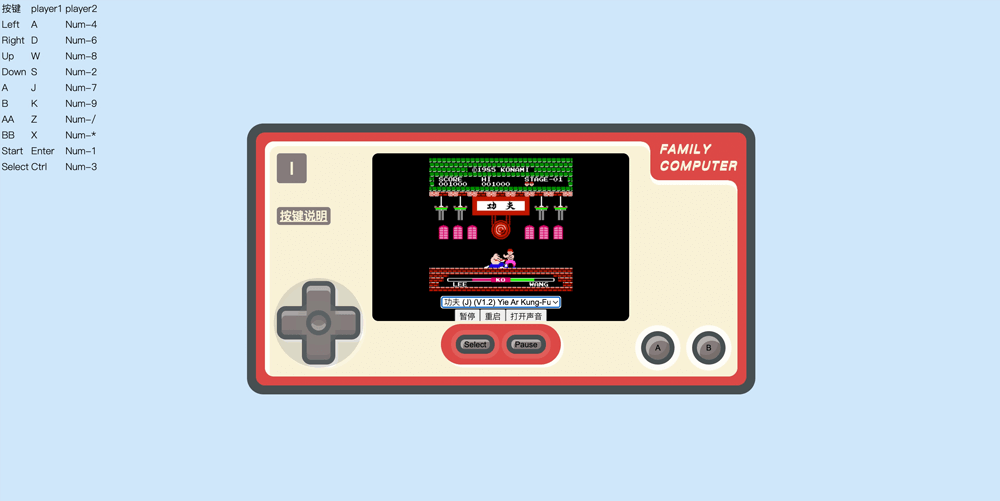 按键 player1 player2
Left A Num-4
Right D Num-6
Up W Num-8
Down S Num-2
A J Num-7
B K Num-9
AA Z Num-/
BB X Num-*
Start Enter Num-1
Select Ctrl Num-3
I
按键说明
FAMILY
COMPUTER
©1985 KONAMI
SCORE HI STAGE-01
001000 001000
功 夫
KO
LEE WANG
功夫 (J) (V1.2) Yie Ar Kung-Fu
暂停 重启 打开声音
Select Pause
A B